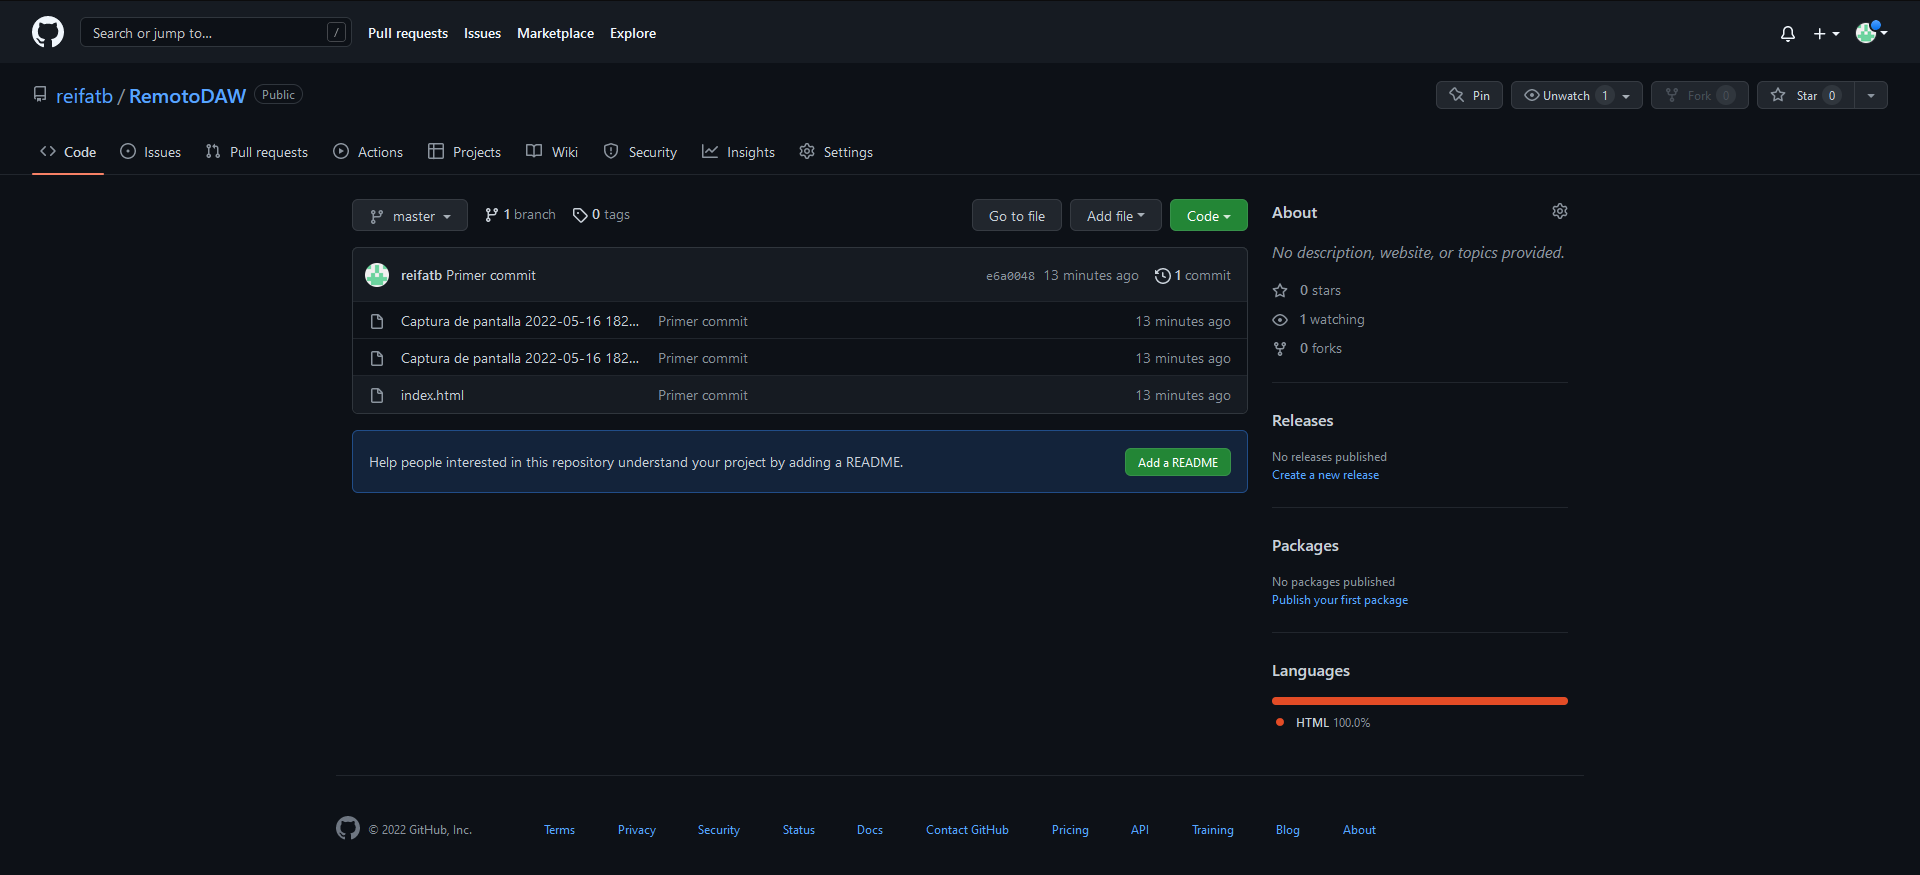 Search or jump to... / Pull requests Issues Marketplace Explore
reifatb / RemotoDAW Public Pin Unwatch 1 Fork 0 Star 0
Code Issues Pull requests Actions Projects Wiki Security Insights Settings
master 1 branch 0 tags Go to file Add file Code
reifatb Primer commit e6a0048 13 minutes ago 1 commit
Captura de pantalla 2022-05-16 182... Primer commit 13 minutes ago
Captura de pantalla 2022-05-16 182... Primer commit 13 minutes ago
index.html Primer commit 13 minutes ago
Help people interested in this repository understand your project by adding a README. Add a README
About
No description, website, or topics provided.
0 stars
1 watching
0 forks
Releases
No releases published
Create a new release
Packages
No packages published
Publish your first package
Languages
HTML 100.0%
© 2022 GitHub, Inc. Terms Privacy Security Status Docs Contact GitHub Pricing API Training Blog About